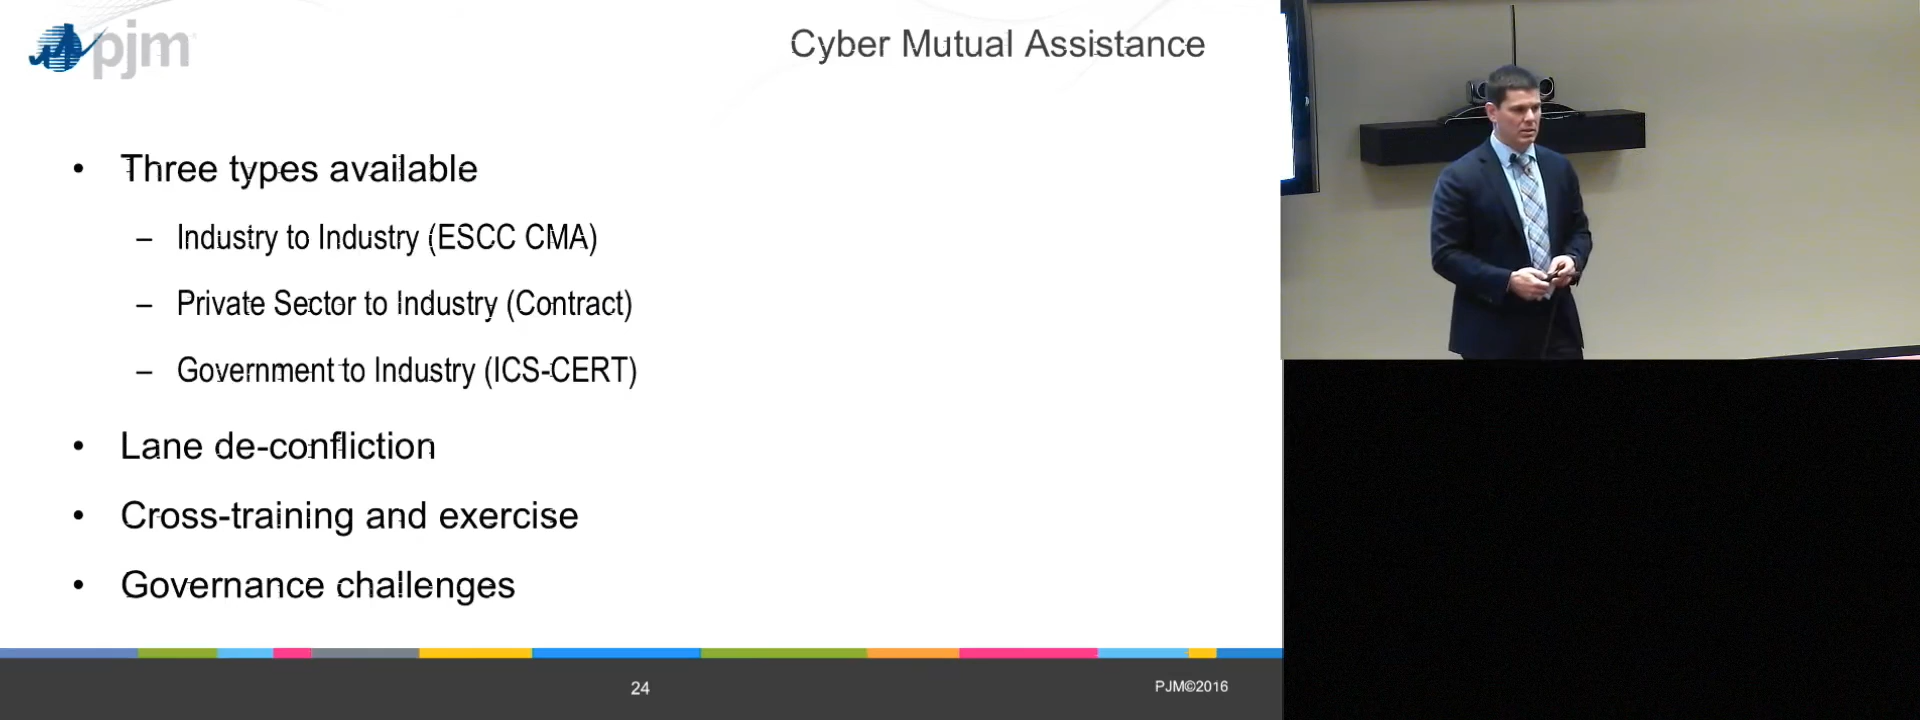 pjm
Cyber Mutual Assistance
• Three types available
– Industry to Industry (ESCC CMA)
– Private Sector to Industry (Contract)
– Government to Industry (ICS-CERT)
• Lane de-confliction
• Cross-training and exercise
• Governance challenges
24
PJM©2016